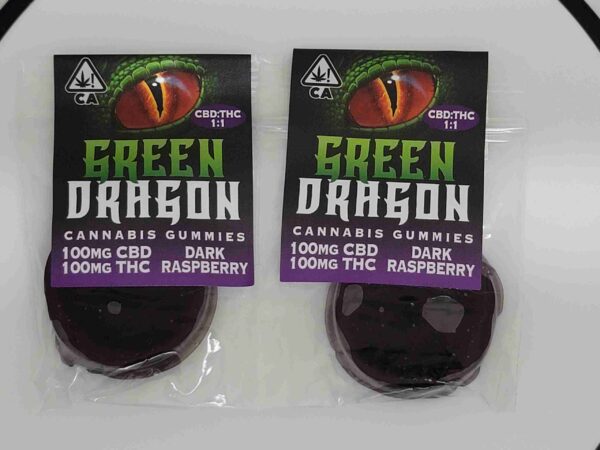 CA
CBD:THC
1:1
GREEN
DRAGON
CANNABIS GUMMIES
100MG CBD
100MG THC
DARK
RASPBERRY
CA
CBD:THC
1:1
GREEN
DRAGON
CANNABIS GUMMIES
100MG CBD
100MG THC
DARK
RASPBERRY